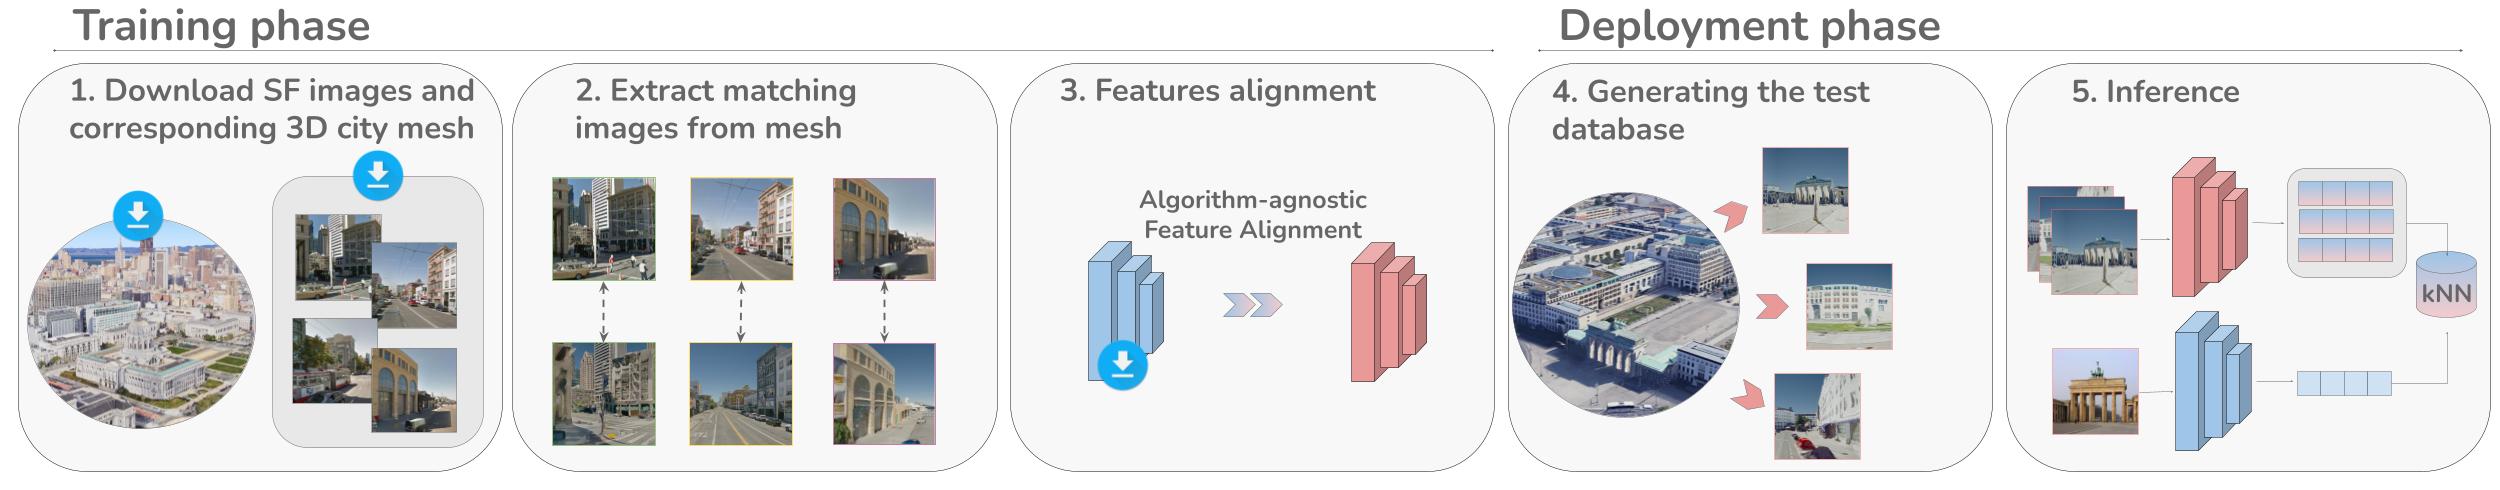 Training phase
Deployment phase
1. Download SF images and
corresponding 3D city mesh
2. Extract matching
images from mesh
3. Features alignment
Algorithm-agnostic
Feature Alignment
4. Generating the test
database
5. Inference
kNN